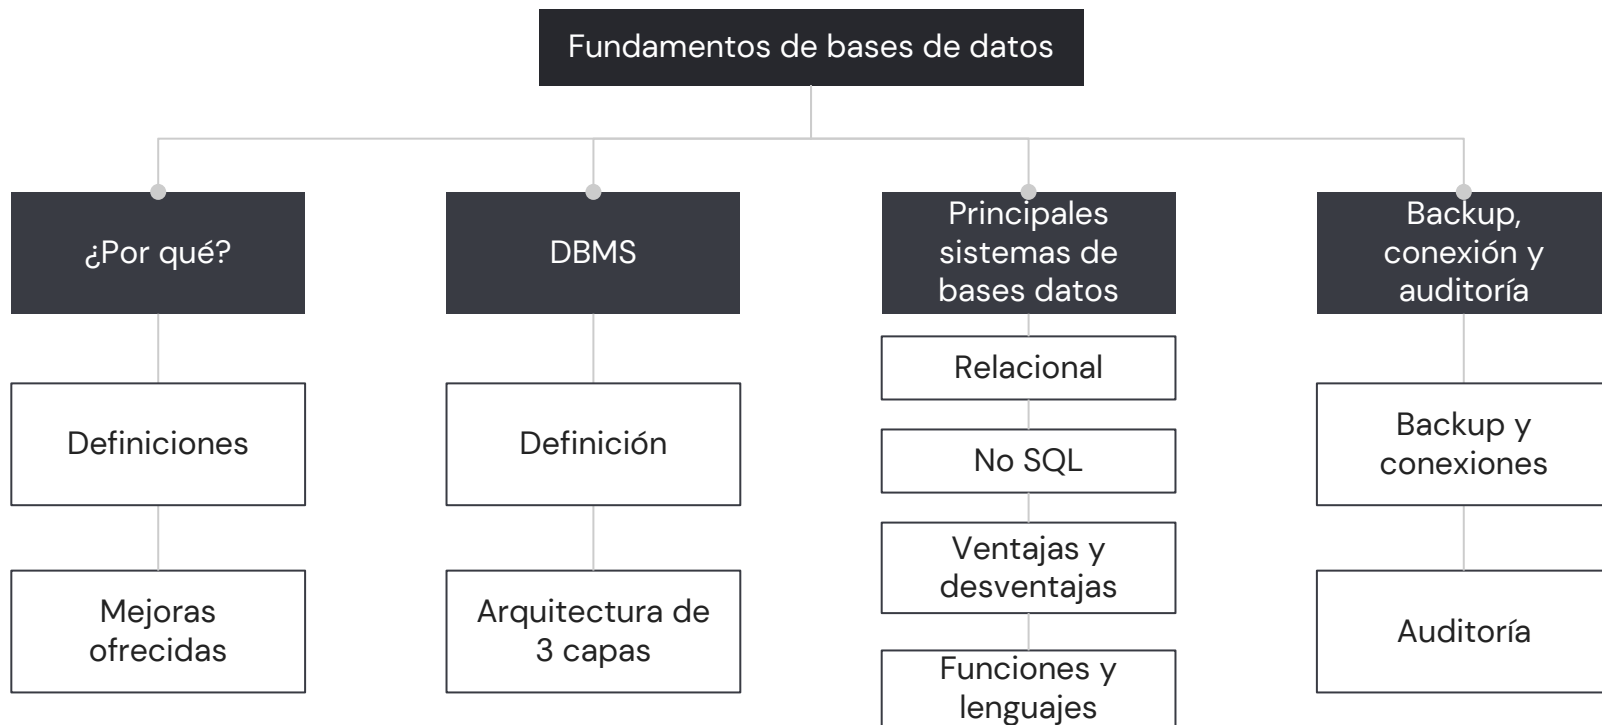 Fundamentos de bases de datos
¿Por qué?
DBMS
Principales
sistemas de
bases datos
Backup,
conexión y
auditoría
Definiciones
Mejoras
ofrecidas
Definición
Arquitectura de
3 capas
Relacional
No SQL
Ventajas y
desventajas
Funciones y
lenguajes
Backup y
conexiones
Auditoría